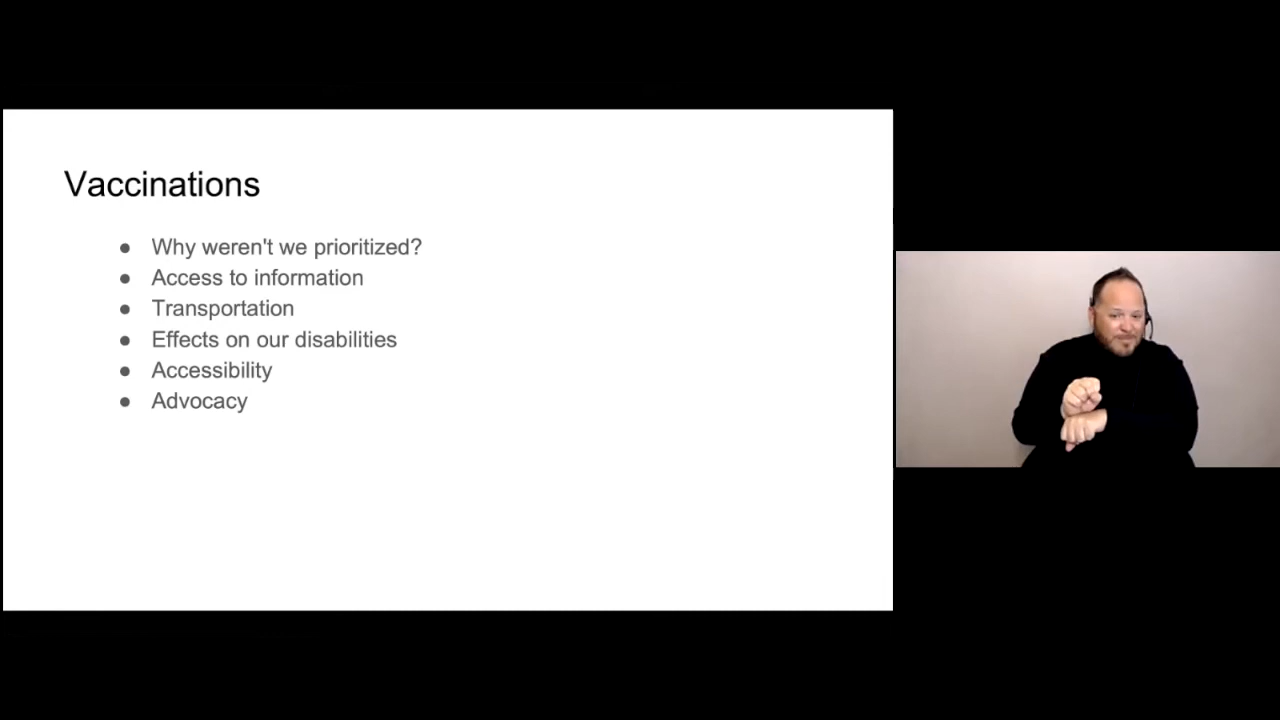 Vaccinations
● Why weren't we prioritized?
● Access to information
● Transportation
● Effects on our disabilities
● Accessibility
● Advocacy